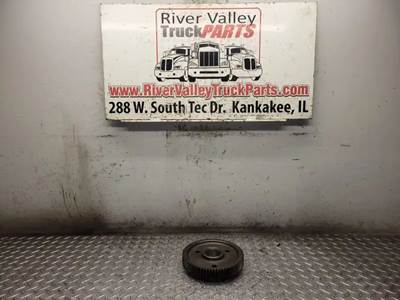 River Valley
TruckPARTS
www.RiverValleyTruckParts.com
288 W. South Tec Dr. Kankakee, IL